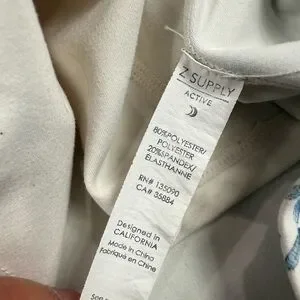 Z SUPPLY
ACTIVE
80%POLYESTER/
POLYESTER
20%SPANDEX/
ELASTHANNE
RN# 135090
CA# 35884
Designed in
CALIFORNIA
Made in China
Fabriqué en Chine